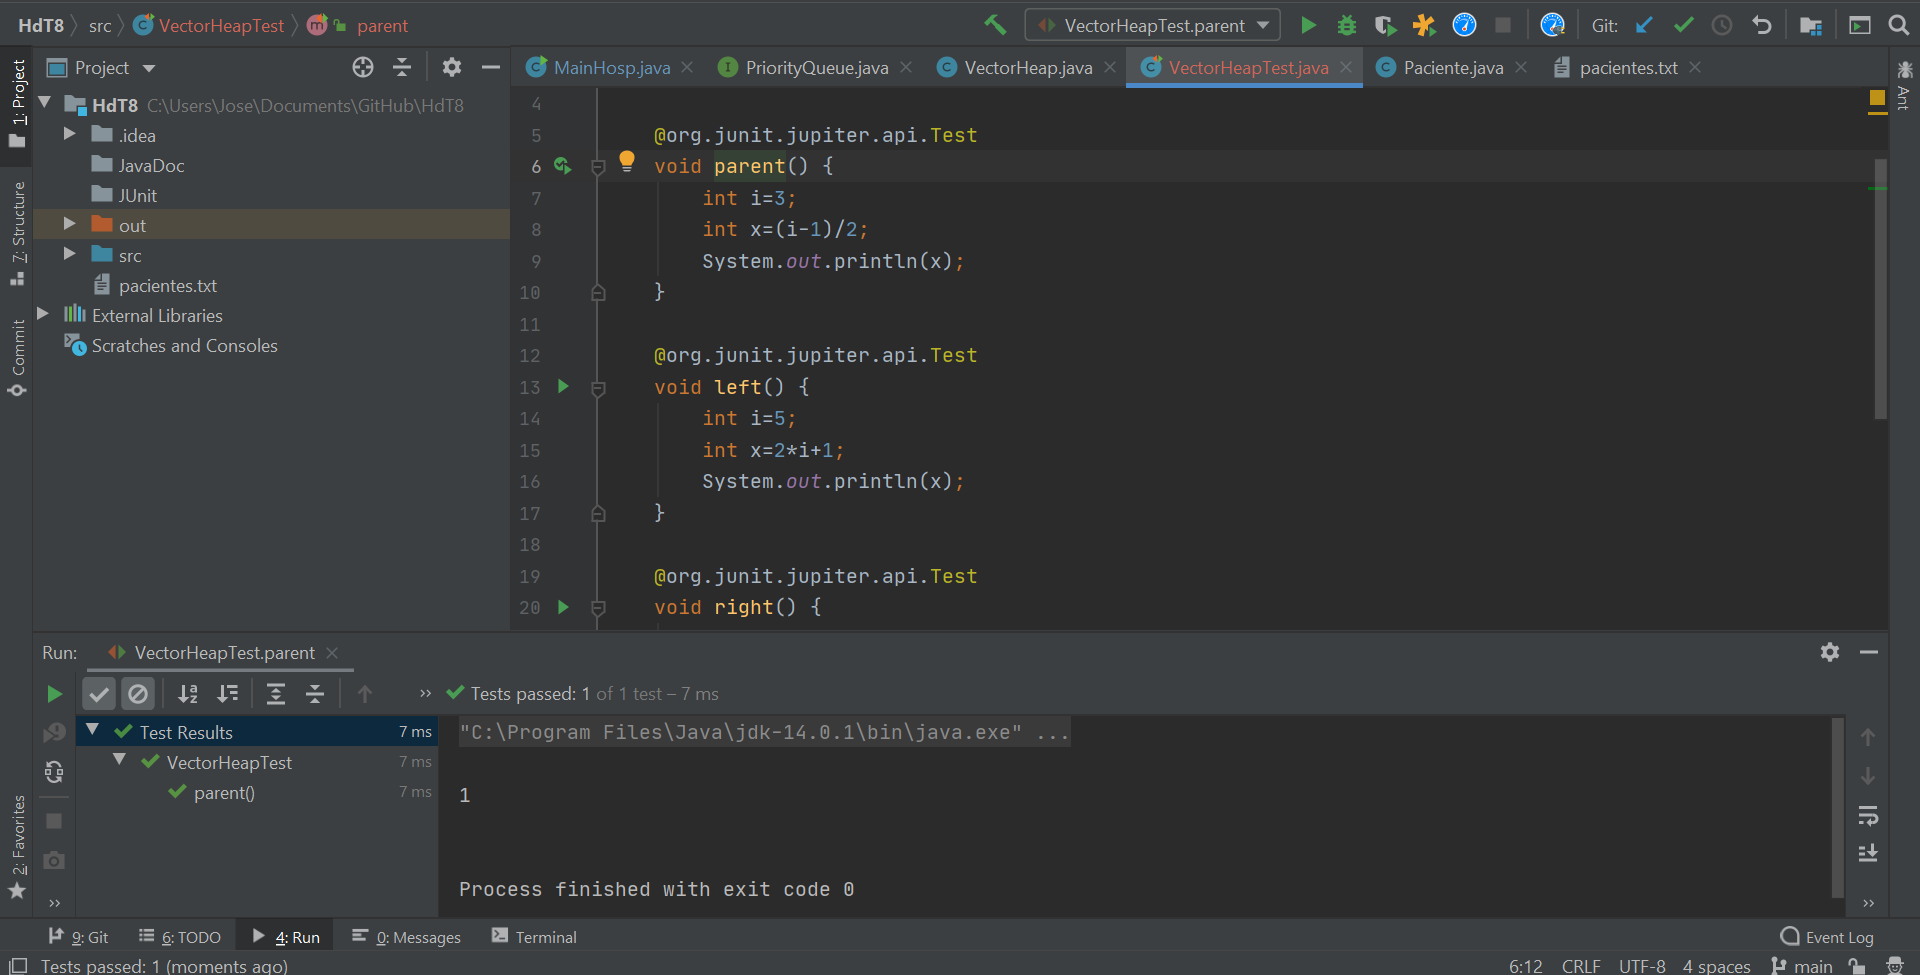 HdT8 src VectorHeapTest parent VectorHeapTest.parent Git:
Project
MainHosp.java PriorityQueue.java VectorHeap.java VectorHeapTest.java Paciente.java pacientes.txt
1: Project
7: Structure
Commit
2: Favorites
Ant
HdT8 C:\Users\Jose\Documents\GitHub\HdT8
.idea
JavaDoc
JUnit
out
src
pacientes.txt
External Libraries
Scratches and Consoles
4
5 @org.junit.jupiter.api.Test
6 void parent() {
7 int i=3;
8 int x=(i-1)/2;
9 System.out.println(x);
10 }
11
12 @org.junit.jupiter.api.Test
13 void left() {
14 int i=5;
15 int x=2*i+1;
16 System.out.println(x);
17 }
18
19 @org.junit.jupiter.api.Test
20 void right() {
Run: VectorHeapTest.parent
» Tests passed: 1 of 1 test – 7 ms
Test Results 7 ms
VectorHeapTest 7 ms
parent() 7 ms
"C:\Program Files\Java\jdk-14.0.1\bin\java.exe" ...
1
Process finished with exit code 0
9: Git 6: TODO 4: Run 0: Messages Terminal Event Log
Tests passed: 1 (moments ago) 6:12 CRLF UTF-8 4 spaces main